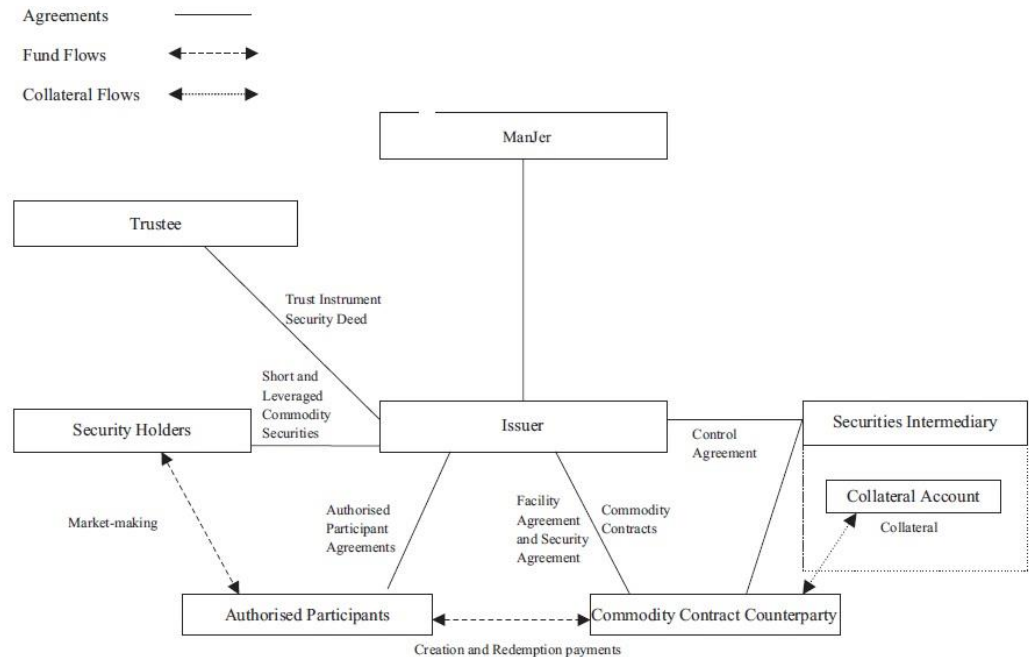 Agreements
Fund Flows
Collateral Flows
ManJer
Trustee
Trust Instrument
Security Deed
Short and
Leveraged
Commodity
Securities
Security Holders
Issuer
Control
Agreement
Securities Intermediary
Collateral Account
Collateral
Market-making
Authorised
Participant
Agreements
Facility
Agreement
and Security
Agreement
Commodity
Contracts
Authorised Participants
Commodity Contract Counterparty
Creation and Redemption payments